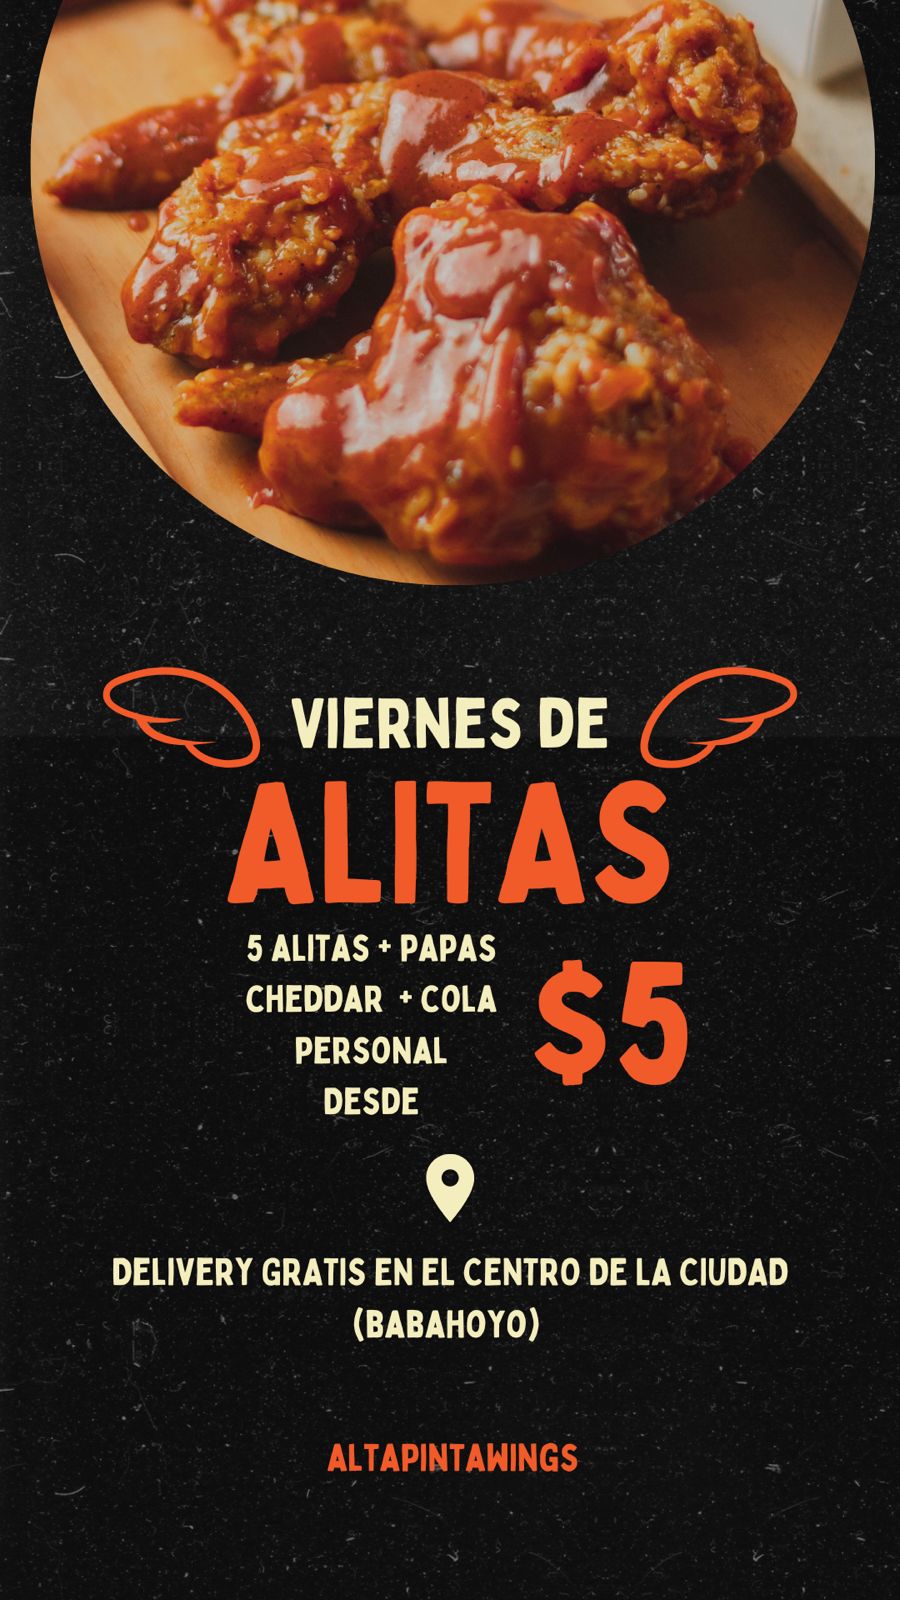 VIERNES DE
ALITAS
5 ALITAS + PAPAS
CHEDDAR + COLA
PERSONAL
DESDE
$5
DELIVERY GRATIS EN EL CENTRO DE LA CIUDAD
(BABAHOYO)
ALTAPINTAWINGS